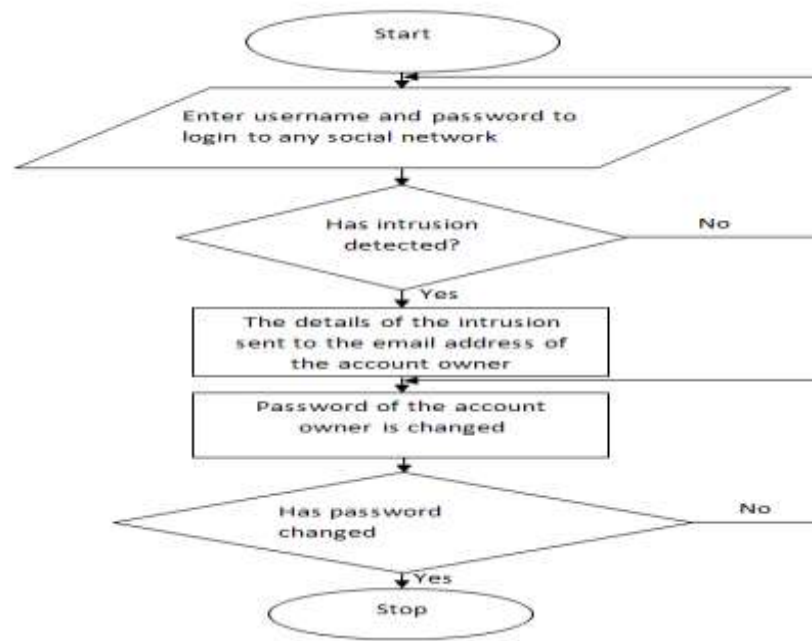 Start
Enter username and password to
login to any social network
Has intrusion
detected?
No
Yes
The details of the intrusion
sent to the email address of
the account owner
Password of the account
owner is changed
Has password
changed
No
Yes
Stop